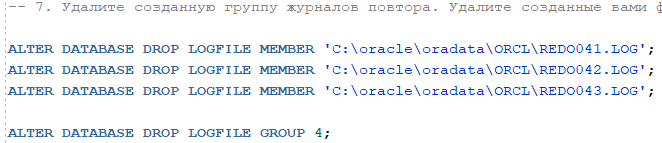 -- 7. Удалите созданную группу журналов повтора. Удалите созданные вами
ALTER DATABASE DROP LOGFILE MEMBER 'C:\oracle\oradata\ORCL\REDO041.LOG';
ALTER DATABASE DROP LOGFILE MEMBER 'C:\oracle\oradata\ORCL\REDO042.LOG';
ALTER DATABASE DROP LOGFILE MEMBER 'C:\oracle\oradata\ORCL\REDO043.LOG';
ALTER DATABASE DROP LOGFILE GROUP 4;